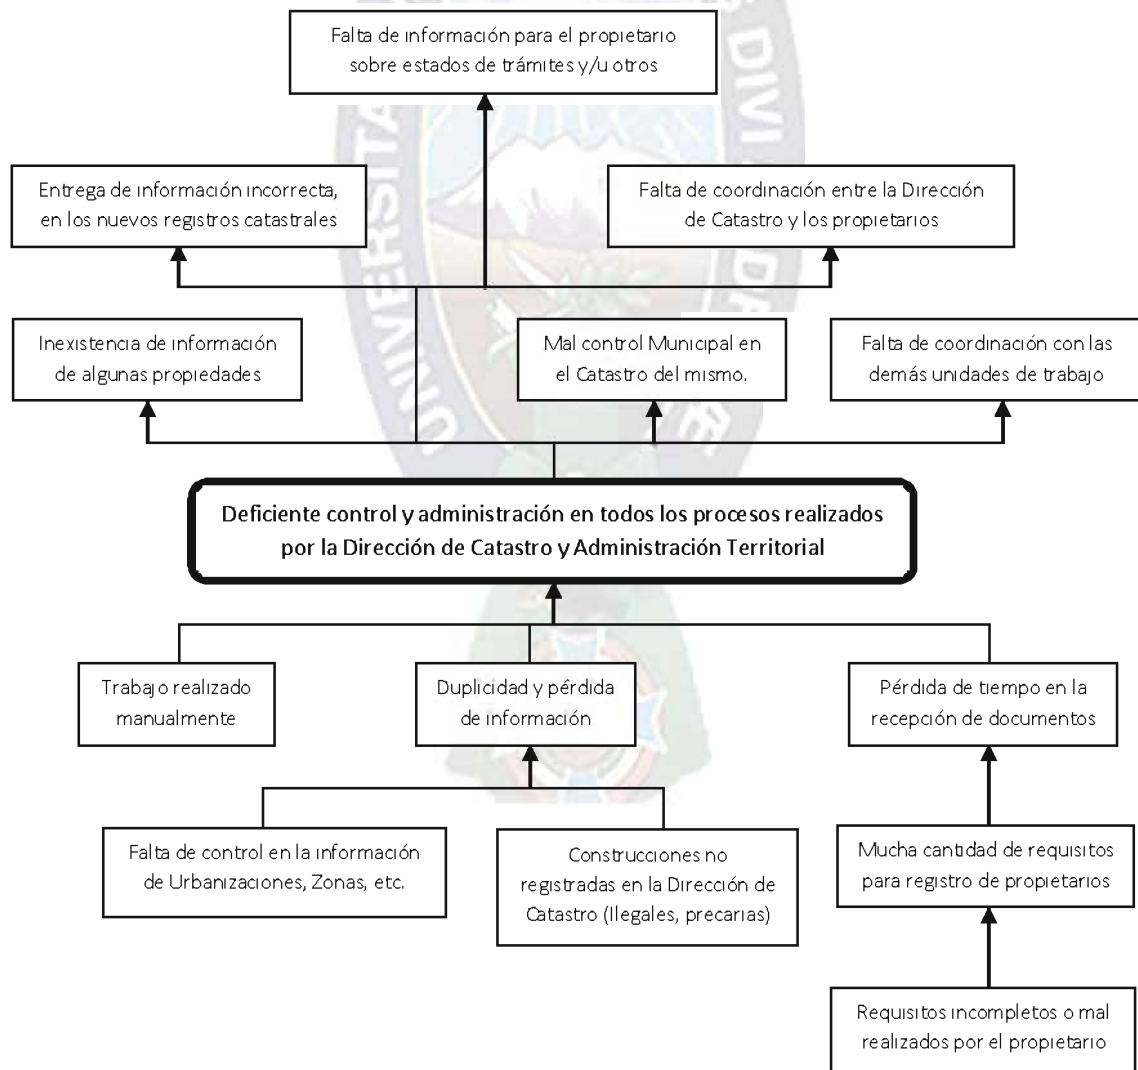 Falta de información para el propietario
sobre estados de trámites y/u otros
Entrega de información incorrecta,
en los nuevos registros catastrales
Falta de coordinación entre la Dirección
de Catastro y los propietarios
Inexistencia de información
de algunas propiedades
Mal control Municipal en
el Catastro del mismo.
Falta de coordinación con las
demás unidades de trabajo
Deficiente control y administración en todos los procesos realizados
por la Dirección de Catastro y Administración Territorial
Trabajo realizado
manualmente
Duplicidad y pérdida
de información
Pérdida de tiempo en la
recepción de documentos
Falta de control en la información
de Urbanizaciones, Zonas, etc.
Construcciones no
registradas en la Dirección de
Catastro (Ilegales, precarias)
Mucha cantidad de requisitos
para registro de propietarios
Requisitos incompletos o mal
realizados por el propietario